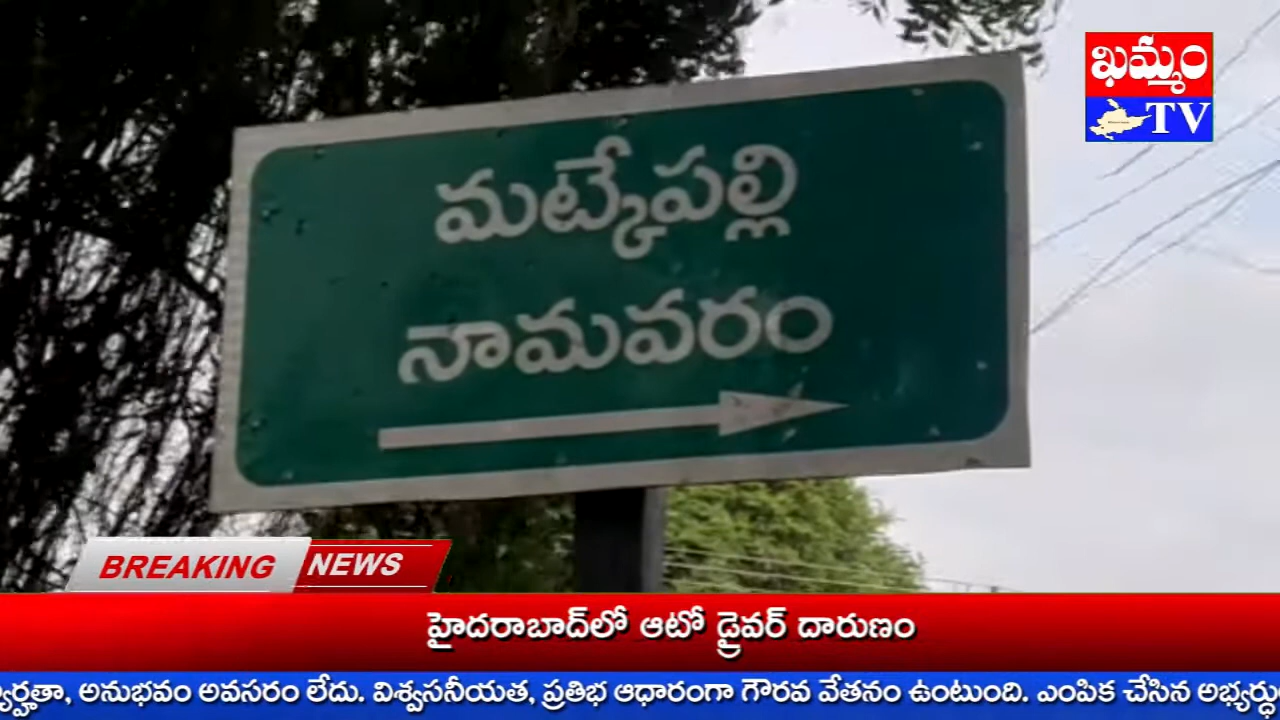 ఖమ్మం
TV
మట్కేపల్లి
నామవరం
BREAKING NEWS
హైదరాబాద్‌లో ఆటో డ్రైవర్ దారుణం
అనుభవం అవసరం లేదు. విశ్వసనీయత, ప్రతిభ ఆధారంగా గౌరవ వేతనం ఉంటుంది. ఎంపిక చేసిన